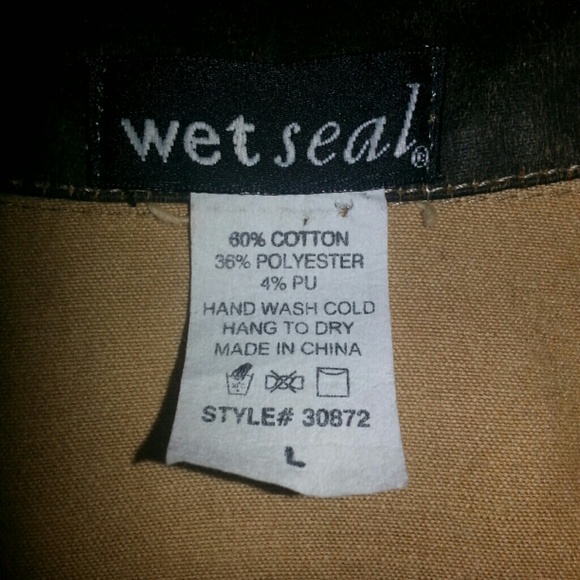 wet seal®
60% COTTON
36% POLYESTER
4% PU
HAND WASH COLD
HANG TO DRY
MADE IN CHINA
STYLE# 30872
L